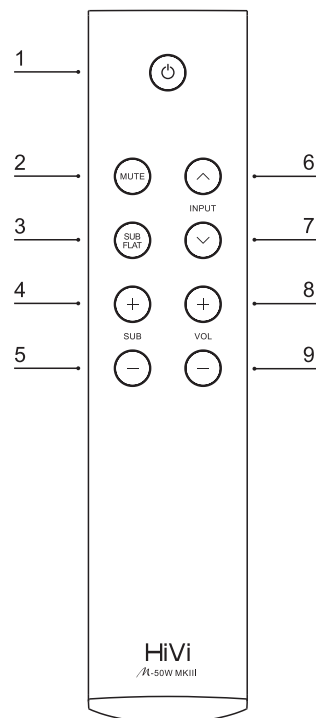 1
2 MUTE 6
INPUT
3 SUB FLAT 7
4 + + 8
SUB VOL
5 − − 9
HiVi
M-50W MKIII